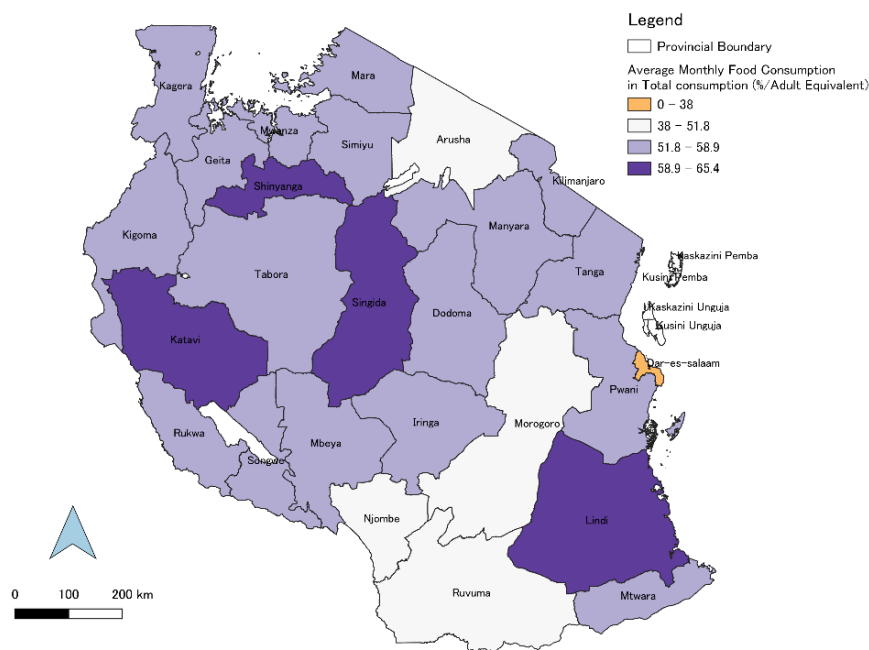 Legend
Provincial Boundary
Average Monthly Food Consumption
in Total consumption (%/Adult Equivalent)
0 - 38
38 - 51.8
51.8 - 58.9
58.9 - 65.4
Mara
Kagera
Mwanza
Simiyu
Arusha
Geita
Shinyanga
Kilimanjaro
Kigoma
Manyara
Tabora
Singida
Dodoma
Tanga
Kaskazini Pemba
Kusini Pemba
Kaskazini Unguja
Kusini Unguja
Katavi
Dar-es-salaam
Pwani
Rukwa
Songwe
Mbeya
Iringa
Morogoro
Njombe
Lindi
Ruvuma
Mtwara
0 100 200 km